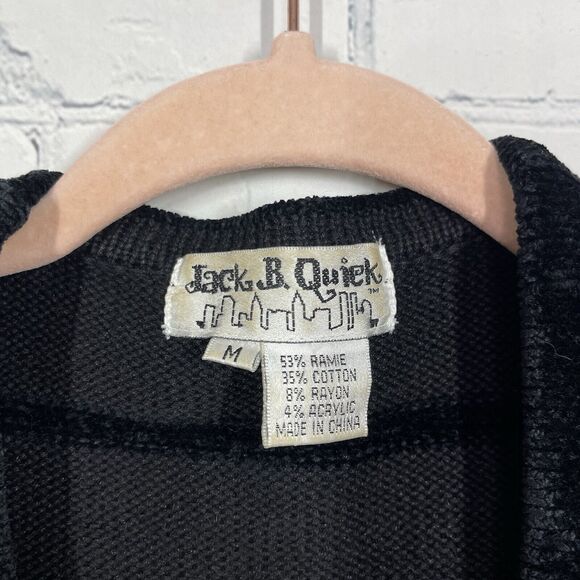 Jack B. Quick
TM
M
53% RAMIE
35% COTTON
8% RAYON
4% ACRYLIC
MADE IN CHINA